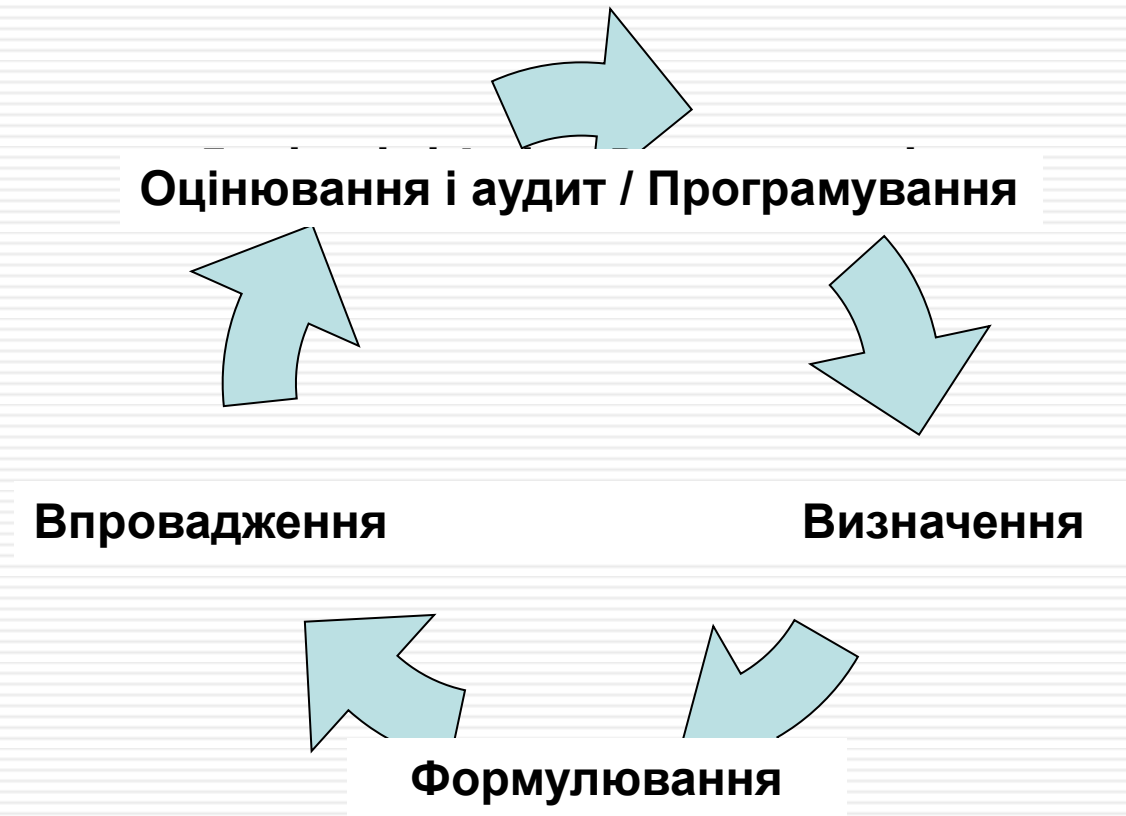 Оцінювання і аудит / Програмування
Впровадження
Визначення
Формулювання